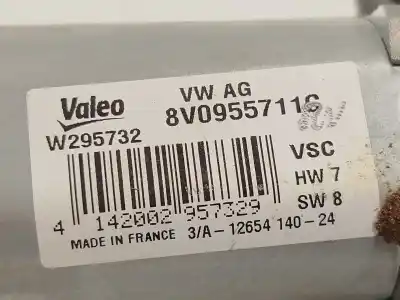 Valeo
VW AG
8V0955711C
W295732
VSC
HW 7
SW 8
4 142002 957329
MADE IN FRANCE 3/A-12654 140-24